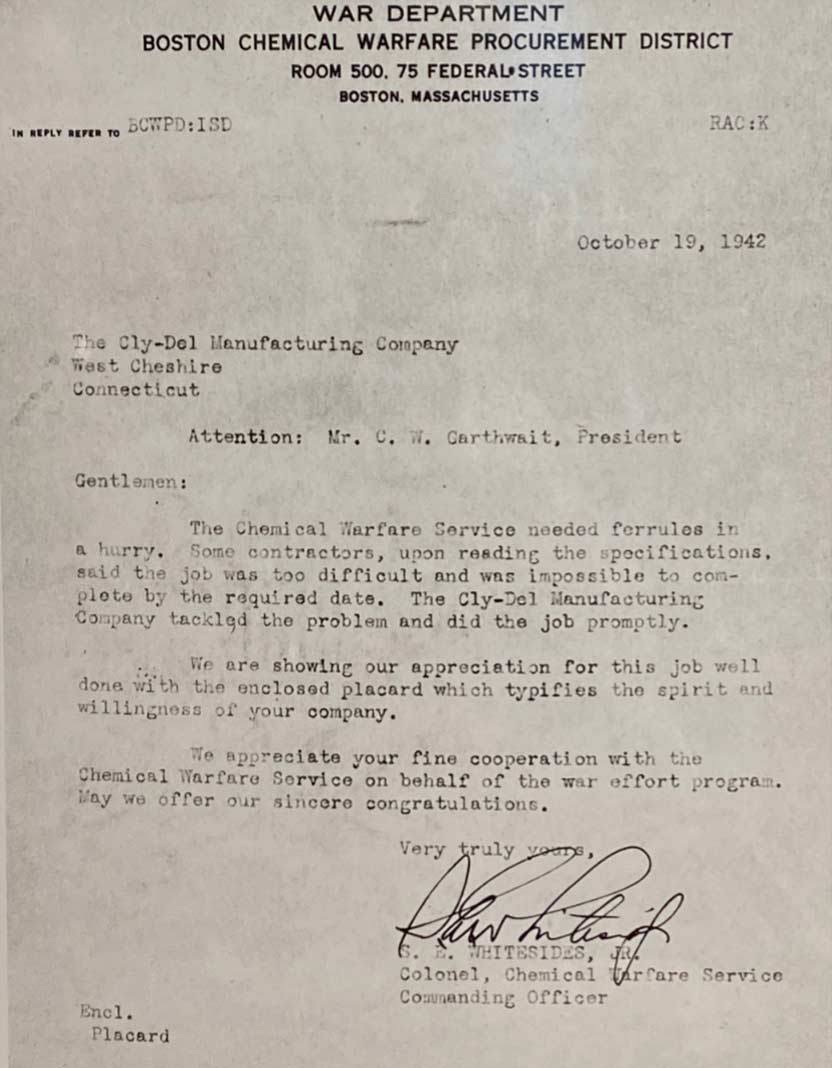 WAR DEPARTMENT
BOSTON CHEMICAL WARFARE PROCUREMENT DISTRICT
ROOM 500, 75 FEDERAL STREET
BOSTON, MASSACHUSETTS
IN REPLY REFER TO BCWPD:ISD RAC:K
October 19, 1942
The Cly-Del Manufacturing Company
West Cheshire
Connecticut
Attention: Mr. C. W. Garthwait, President
Gentlemen:
The Chemical Warfare Service needed ferrules in
a hurry. Some contractors, upon reading the specifications,
said the job was too difficult and was impossible to com-
plete by the required date. The Cly-Del Manufacturing
Company tackled the problem and did the job promptly.
We are showing our appreciation for this job well
done with the enclosed placard which typifies the spirit and
willingness of your company.
We appreciate your fine cooperation with the
Chemical Warfare Service on behalf of the war effort program.
May we offer our sincere congratulations.
Very truly yours,
S. E. WHITESIDES, JR.
Colonel, Chemical Warfare Service
Commanding Officer
Encl.
Placard